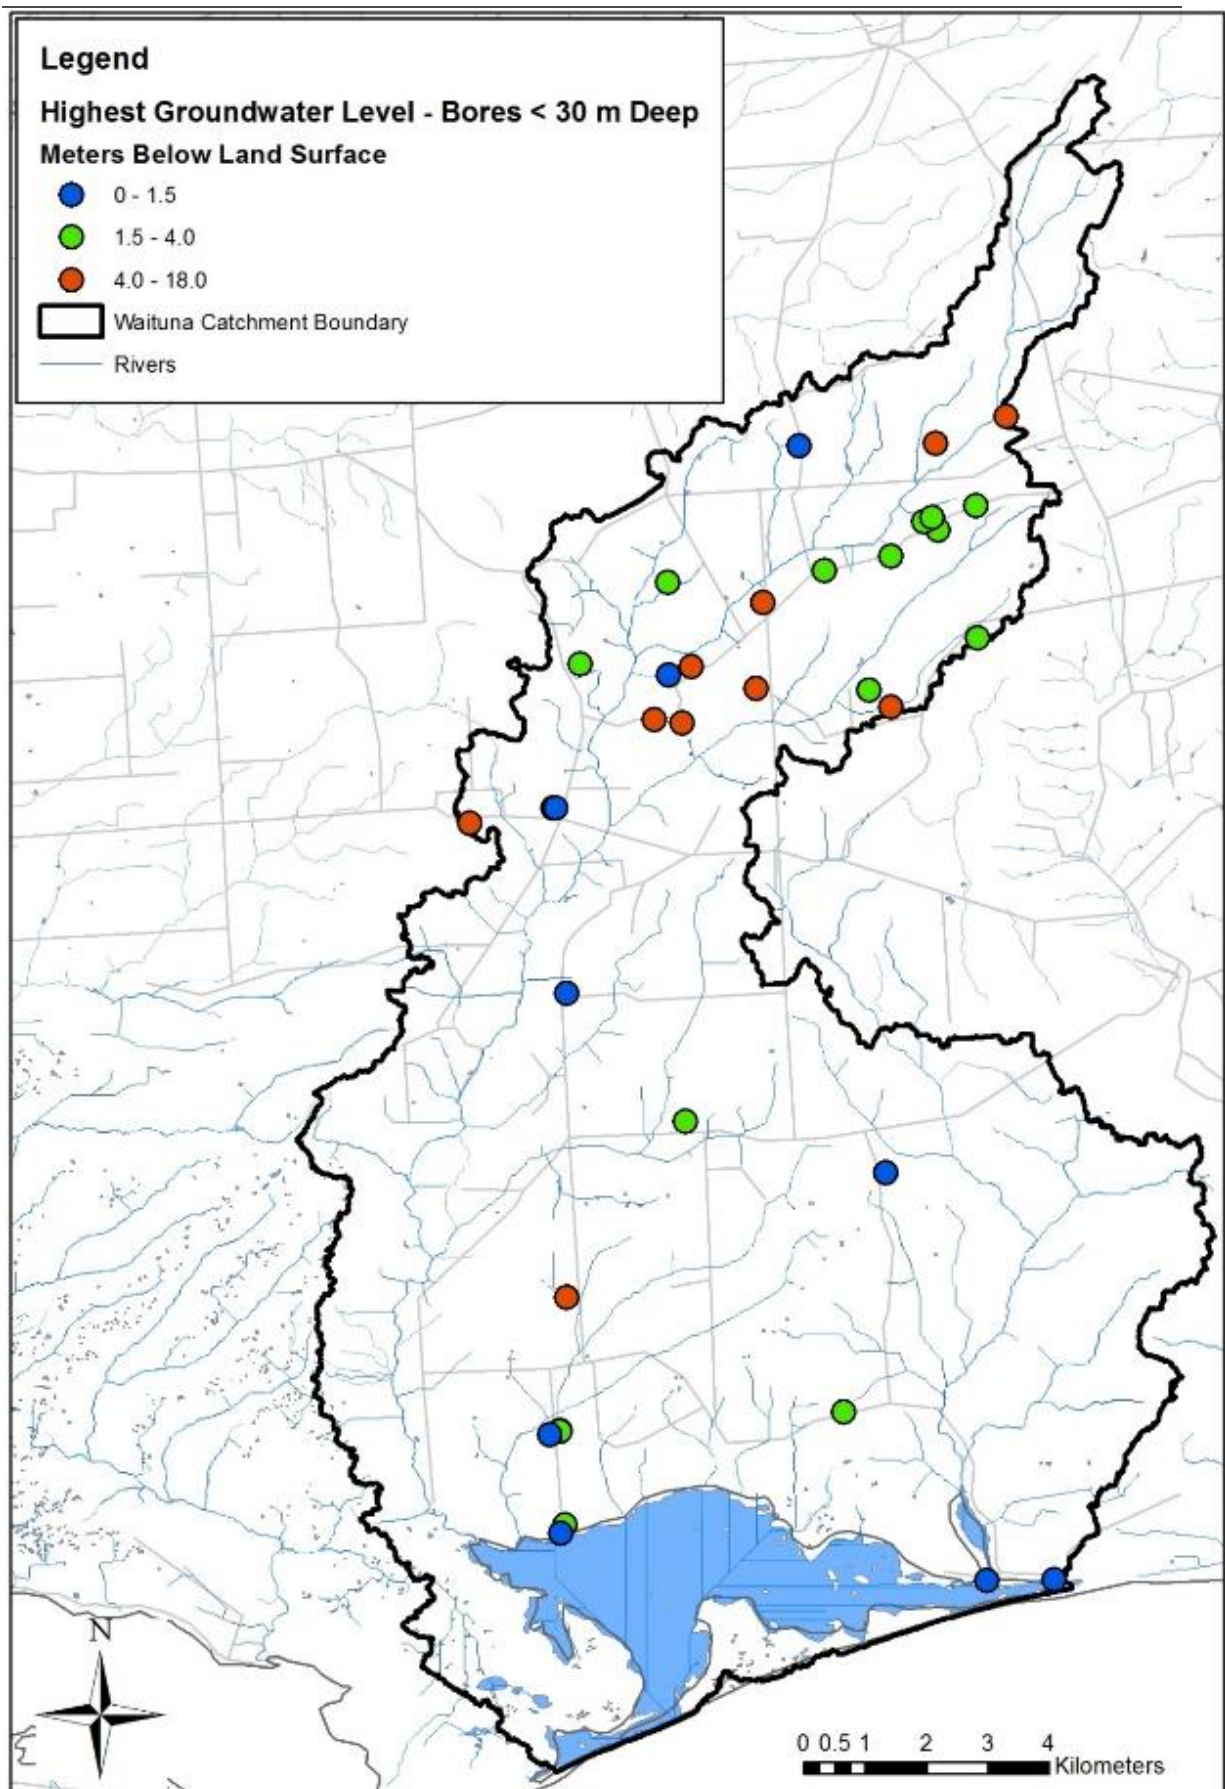 Legend
Highest Groundwater Level - Bores < 30 m Deep
Meters Below Land Surface
0 - 1.5
1.5 - 4.0
4.0 - 18.0
Waituna Catchment Boundary
Rivers
N
0 0.5 1 2 3 4
Kilometers